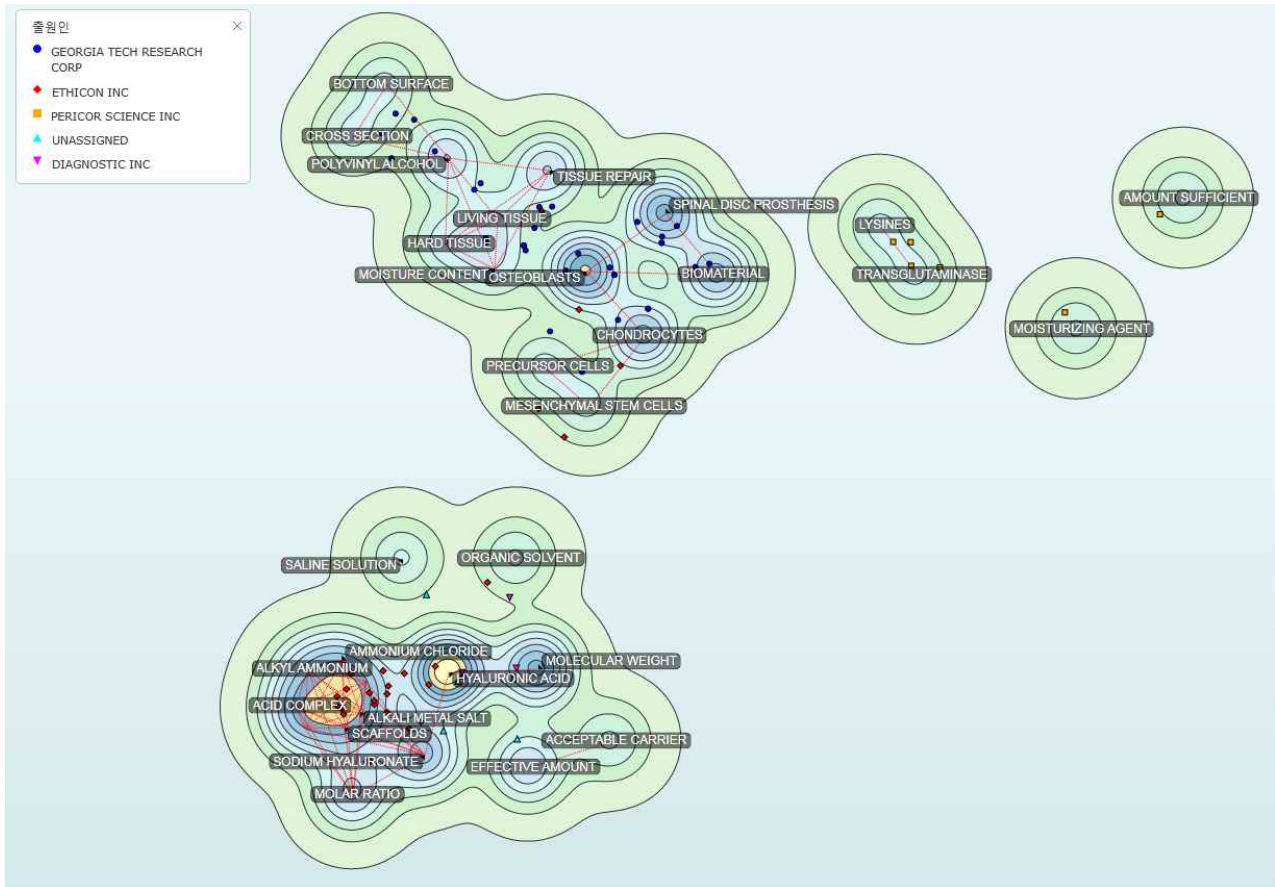 출원인
GEORGIA TECH RESEARCH
CORP
ETHICON INC
PERICOR SCIENCE INC
UNASSIGNED
DIAGNOSTIC INC
BOTTOM SURFACE
CROSS SECTION
POLYVINYL ALCOHOL
TISSUE REPAIR
LIVING TISSUE
SPINAL DISC PROSTHESIS
HARD TISSUE
MOISTURE CONTENT
OSTEOBLASTS
BIOMATERIAL
CHONDROCYTES
PRECURSOR CELLS
MESENCHYMAL STEM CELLS
LYSINES
TRANSGLUTAMINASE
AMOUNT SUFFICIENT
MOISTURIZING AGENT
SALINE SOLUTION
ORGANIC SOLVENT
AMMONIUM CHLORIDE
ALKYL AMMONIUM
MOLECULAR WEIGHT
HYALURONIC ACID
ACID COMPLEX
ALKALI METAL SALT
SCAFFOLDS
ACCEPTABLE CARRIER
SODIUM HYALURONATE
EFFECTIVE AMOUNT
MOLAR RATIO